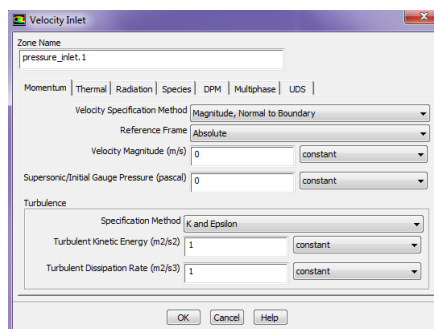 Velocity Inlet
Zone Name
pressure_inlet.1
Momentum Thermal Radiation Species DPM Multiphase UDS
Velocity Specification Method Magnitude, Normal to Boundary
Reference Frame Absolute
Velocity Magnitude (m/s) 0 constant
Supersonic/Initial Gauge Pressure (pascal) 0 constant
Turbulence
Specification Method K and Epsilon
Turbulent Kinetic Energy (m2/s2) 1 constant
Turbulent Dissipation Rate (m2/s3) 1 constant
OK Cancel Help